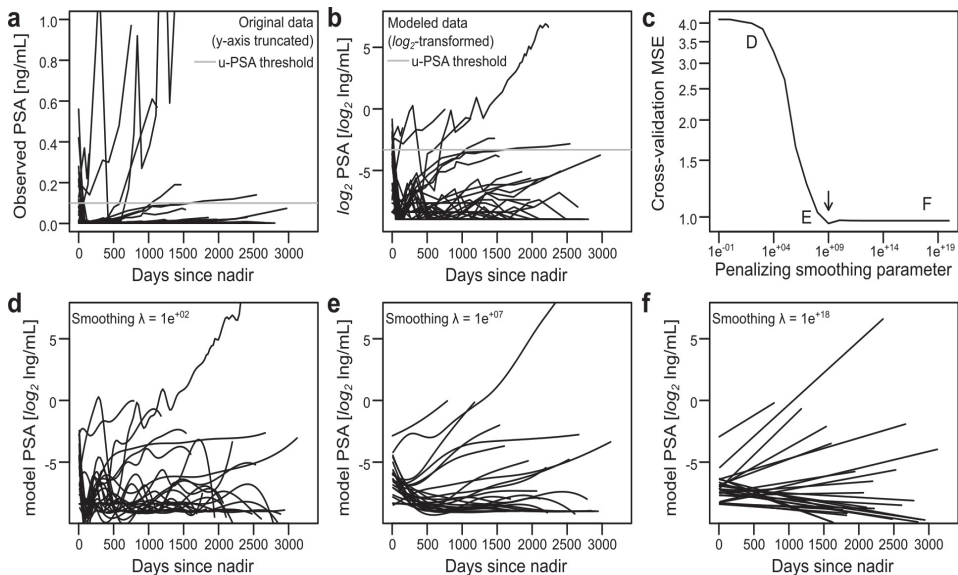 a
Original data
(y-axis truncated)
u-PSA threshold
1.0
0.8
0.6
0.4
0.2
0.0
Observed PSA [ng/mL]
0 500 1000 1500 2000 2500 3000
Days since nadir
b
Modeled data
(log2-transformed)
u-PSA threshold
5
0
-5
log2 PSA [log2 lng/mL]
0 500 1000 1500 2000 2500 3000
Days since nadir
c
4.0
3.0
2.0
1.5
1.0
Cross-validation MSE
D
E
F
1e-01 1e+04 1e+09 1e+14 1e+19
Penalizing smoothing parameter
d
Smoothing λ = 1e+02
5
0
-5
model PSA [log2 lng/mL]
0 500 1000 1500 2000 2500 3000
Days since nadir
e
Smoothing λ = 1e+07
5
0
-5
model PSA [log2 lng/mL]
0 500 1000 1500 2000 2500 3000
Days since nadir
f
Smoothing λ = 1e+18
5
0
-5
model PSA [log2 lng/mL]
0 500 1000 1500 2000 2500 3000
Days since nadir